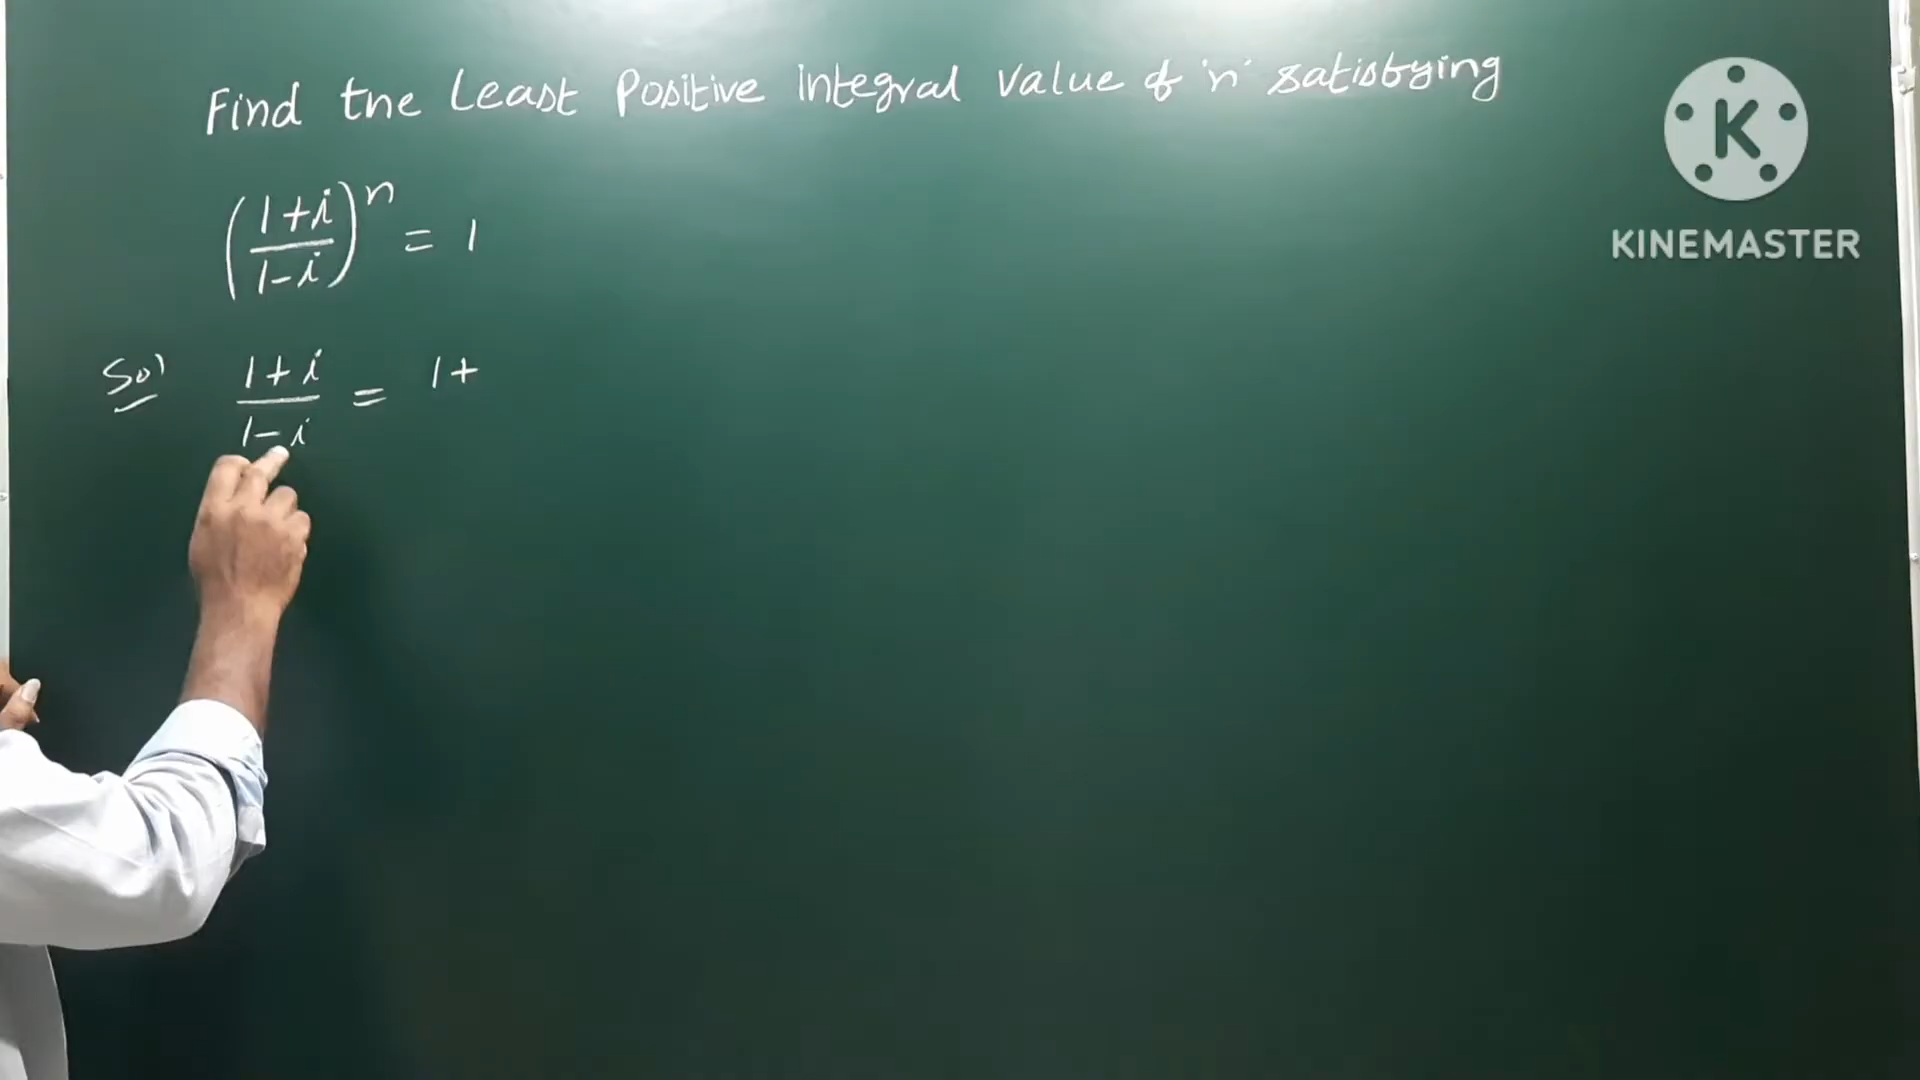 Find the Least Positive integral value of 'n' satisfying
(1+i/1-i)^n = 1
K
KINEMASTER
Sol 1+i/1-i = 1+